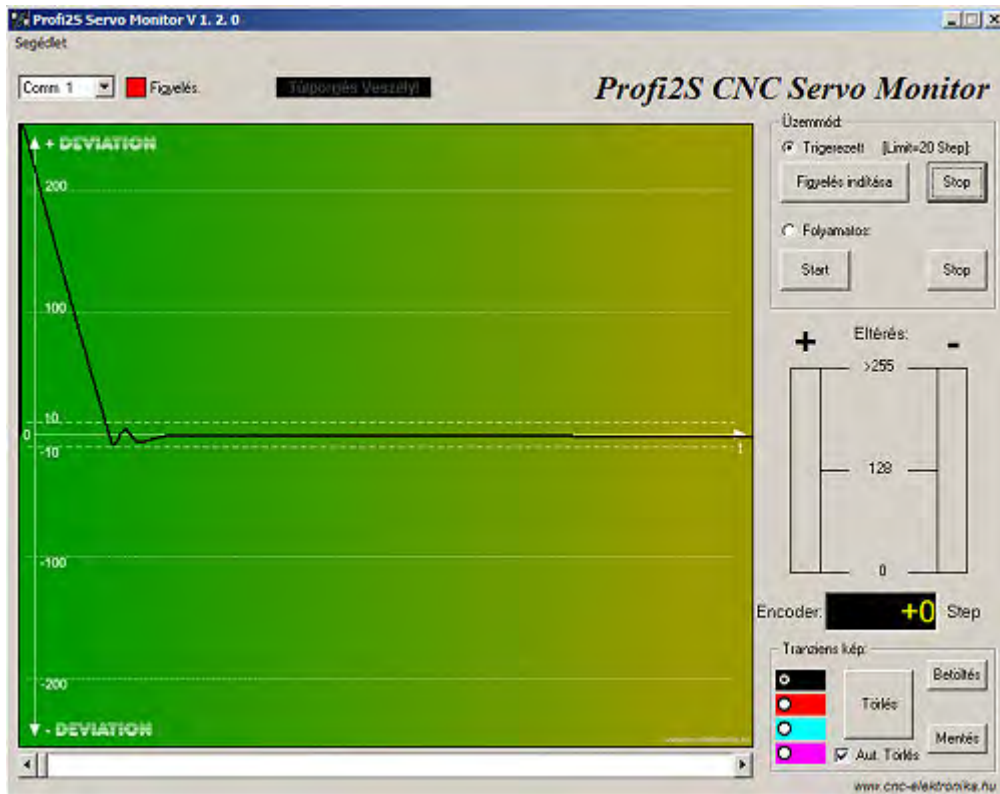 Profi2S Servo Monitor V 1. 2. 0
Segédlet
Comm. 1
Figyelés:
Túlpörgés Veszély!
Profi2S CNC Servo Monitor
+ DEVIATION
200
100
10
0
-10
1
-100
-200
- DEVIATION
Üzemmód:
Trigerezett [Limit=20 Step]:
Figyelés indítása
Stop
Folyamatos:
Start
Stop
+ Eltérés: -
>255
128
0
Encoder: +0 Step
Tranziens kép:
Törlés
Betöltés
Mentés
Aut. Törlés
www.cnc-elektronika.hu